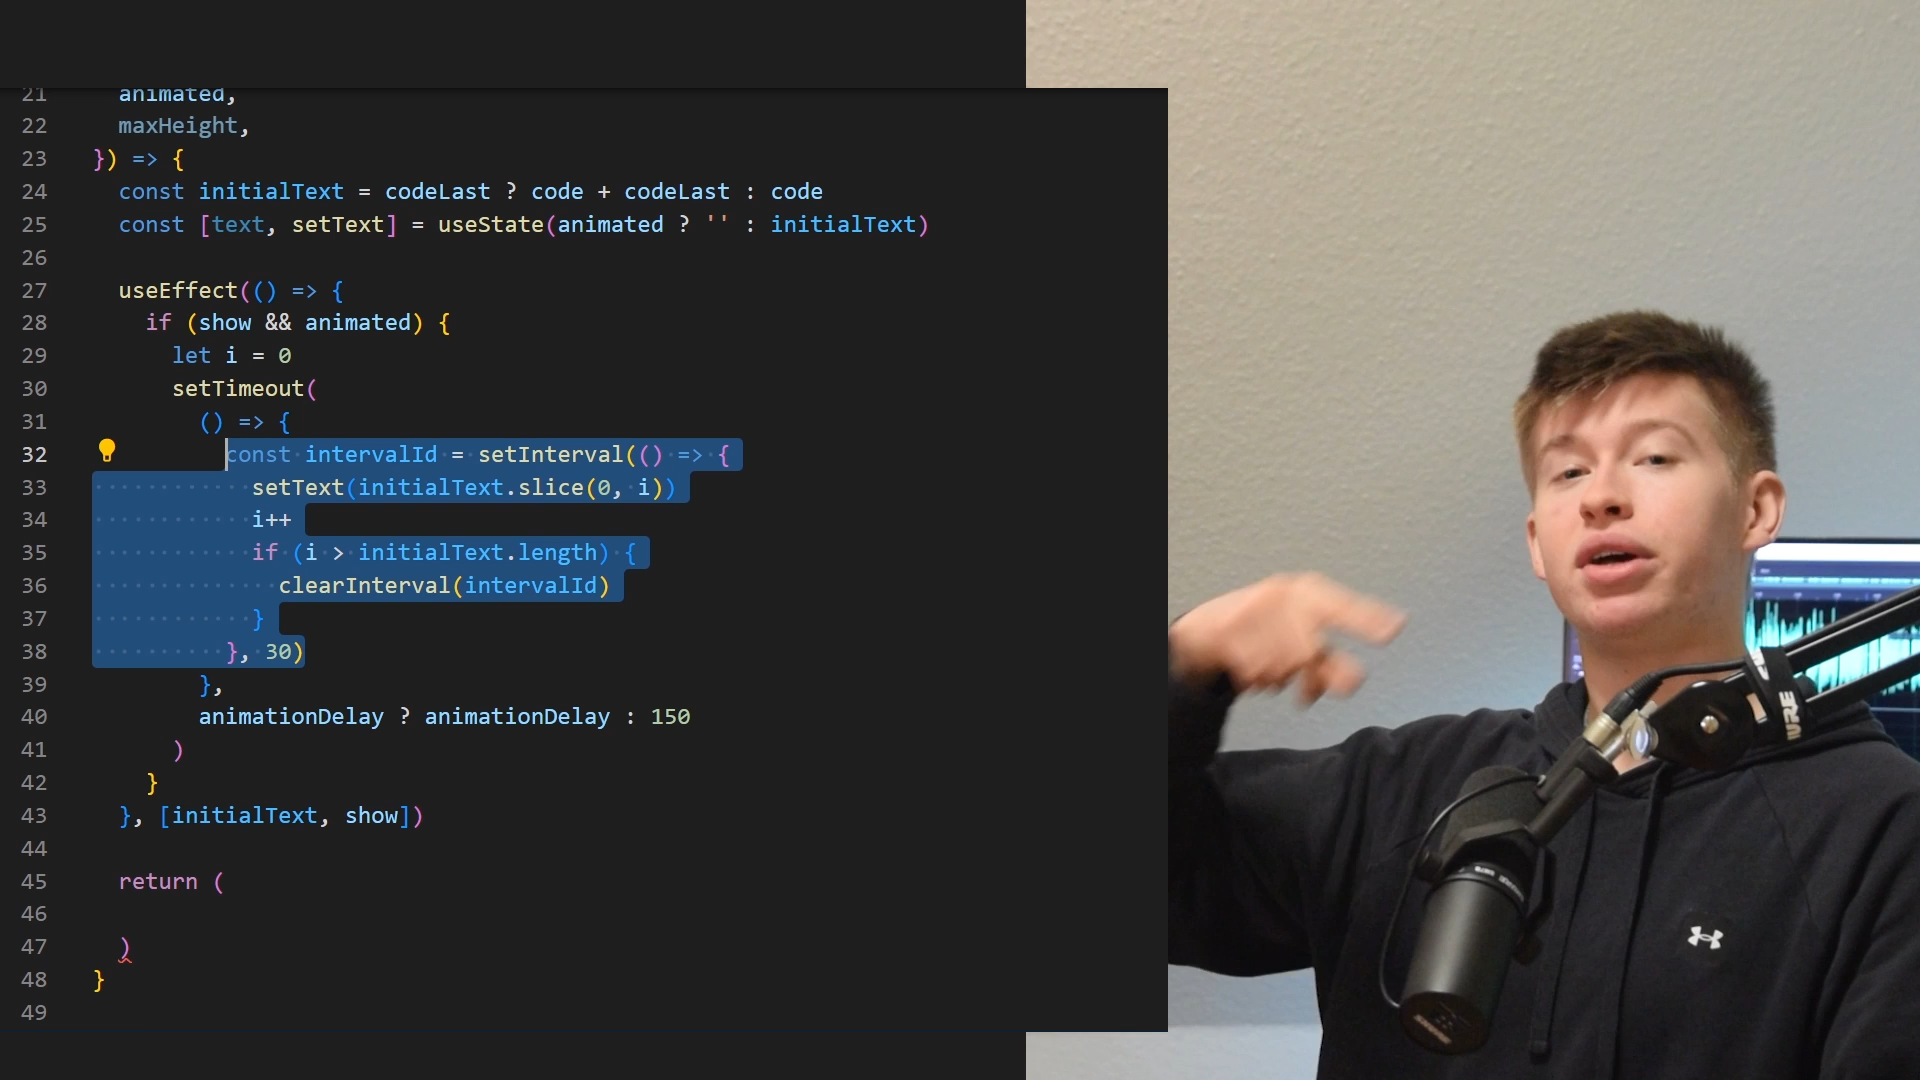 21 animated,
22 maxHeight,
23 }) => {
24 const initialText = codeLast ? code + codeLast : code
25 const [text, setText] = useState(animated ? '' : initialText)
26
27 useEffect(() => {
28 if (show && animated) {
29 let i = 0
30 setTimeout(
31 () => {
32 const intervalId = setInterval(() => {
33 setText(initialText.slice(0, i))
34 i++
35 if (i > initialText.length) {
36 clearInterval(intervalId)
37 }
38 }, 30)
39 },
40 animationDelay ? animationDelay : 150
41 )
42 }
43 }, [initialText, show])
44
45 return (
46
47 )
48 }
49